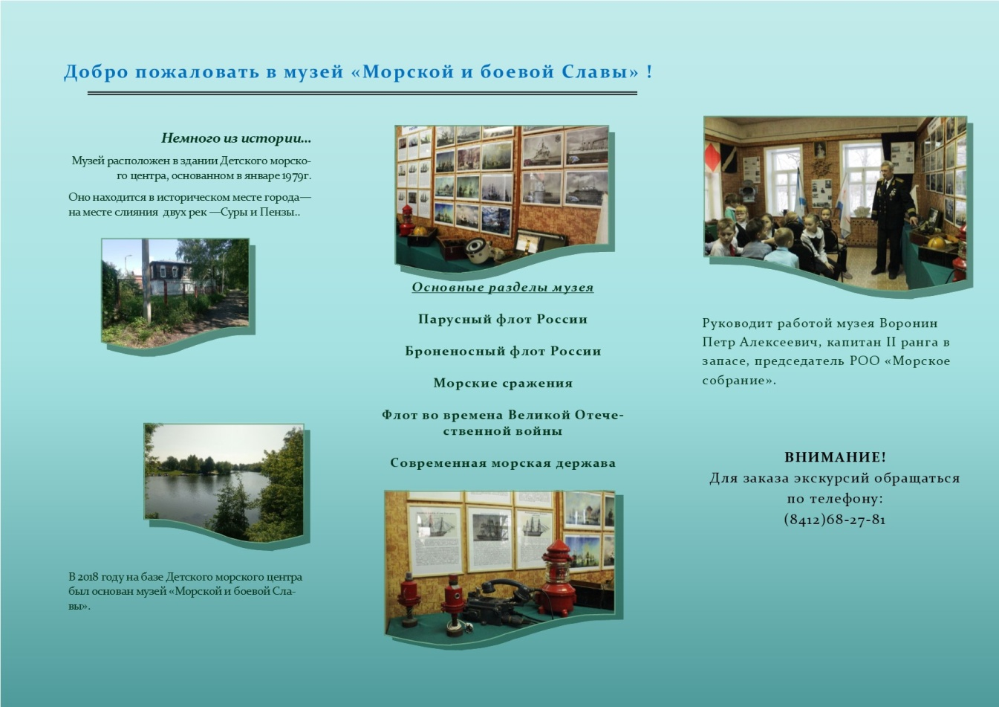 Добро пожаловать в музей «Морской и боевой Славы» !
Немного из истории...
Музей расположен в здании Детского морско-
го центра, основанном в январе 1979г.
Оно находится в историческом месте города—
на месте слияния двух рек —Суры и Пензы..
В 2018 году на базе Детского морского центра
был основан музей «Морской и боевой Сла-
вы».
Основные разделы музея
Парусный флот России
Броненосный флот России
Морские сражения
Флот во времена Великой Отече-
ственной войны
Современная морская держава
Руководит работой музея Воронин
Петр Алексеевич, капитан II ранга в
запасе, председатель РОО «Морское
собрание».
ВНИМАНИЕ!
Для заказа экскурсий обращаться
по телефону:
(8412)68-27-81